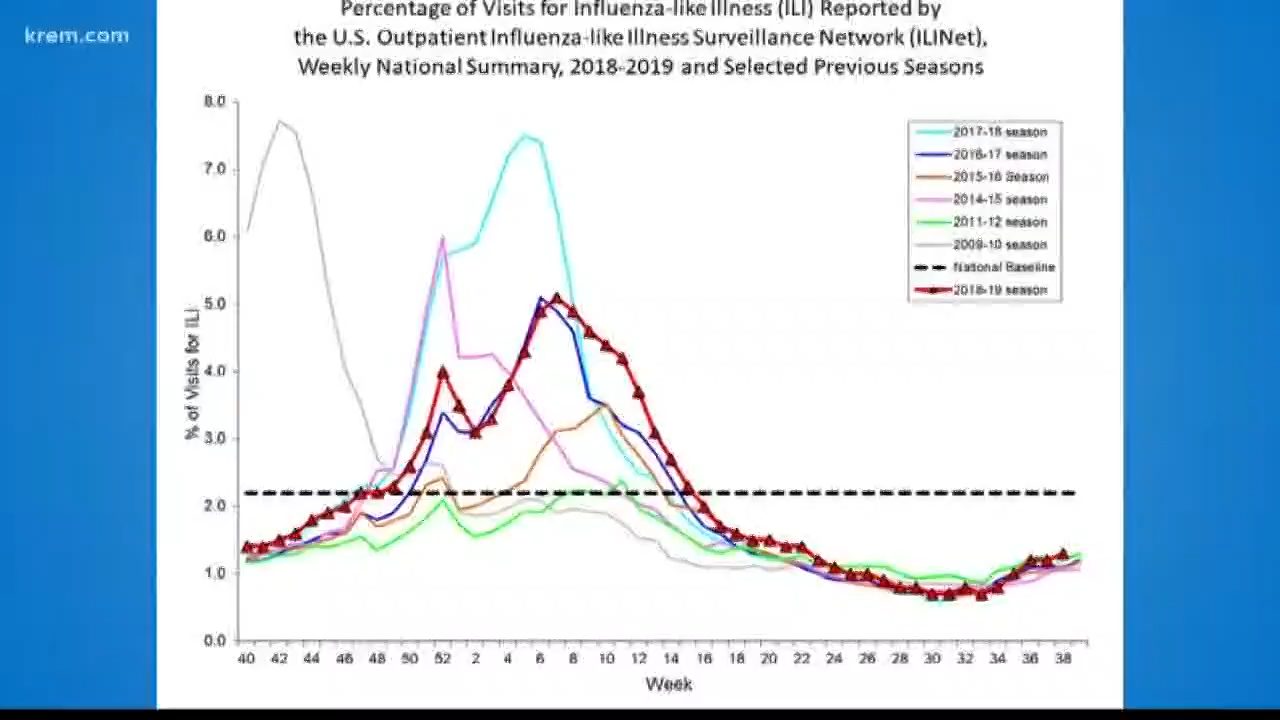 krem.com
Percentage of Visits for Influenza-like Illness (ILI) Reported by
the U.S. Outpatient Influenza-like Illness Surveillance Network (ILINet),
Weekly National Summary, 2018-2019 and Selected Previous Seasons
8.0
7.0
6.0
5.0
4.0
3.0
2.0
1.0
0.0
% of Visits for ILI
2017-18 season
2016-17 season
2015-16 Season
2014-15 season
2011-12 season
2009-10 season
National Baseline
2018-19 season
40 42 44 46 48 50 52 2 4 6 8 10 12 14 16 18 20 22 24 26 28 30 32 34 36 38
Week